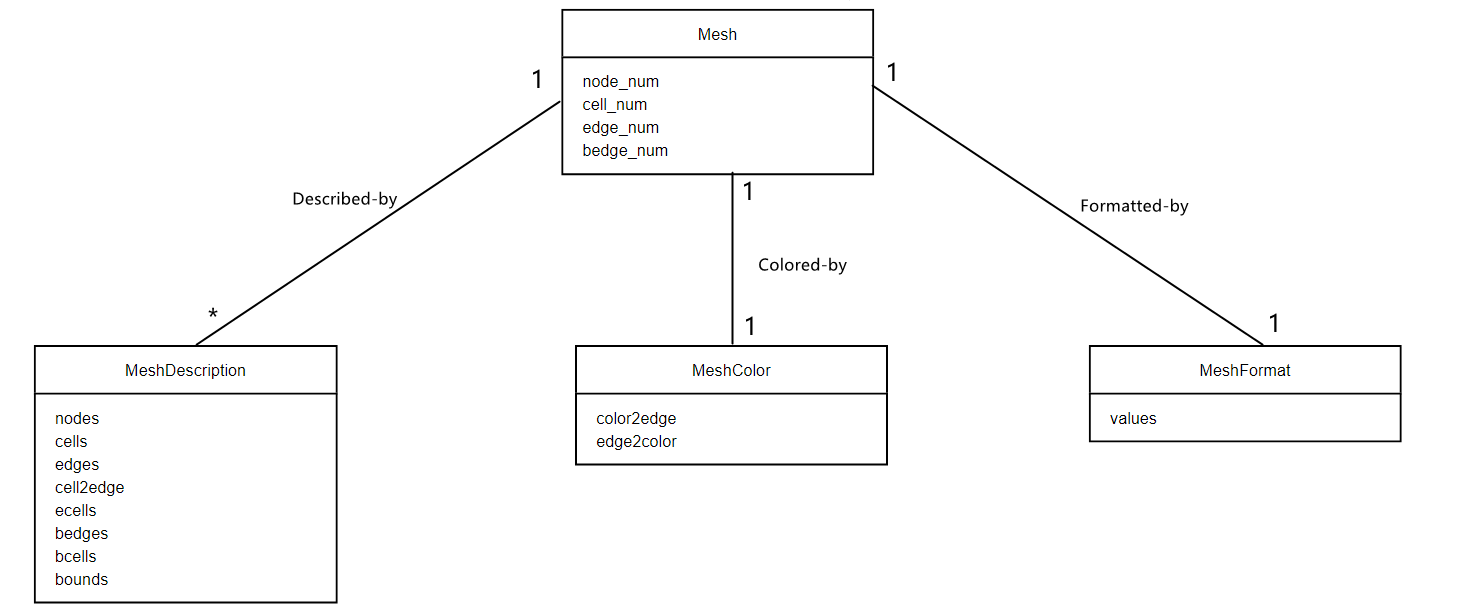 Mesh
node_num
cell_num
edge_num
bedge_num
1
1
1
Described-by
Formatted-by
Colored-by
*
1
1
MeshDescription
nodes
cells
edges
cell2edge
ecells
bedges
bcells
bounds
MeshColor
color2edge
edge2color
MeshFormat
values